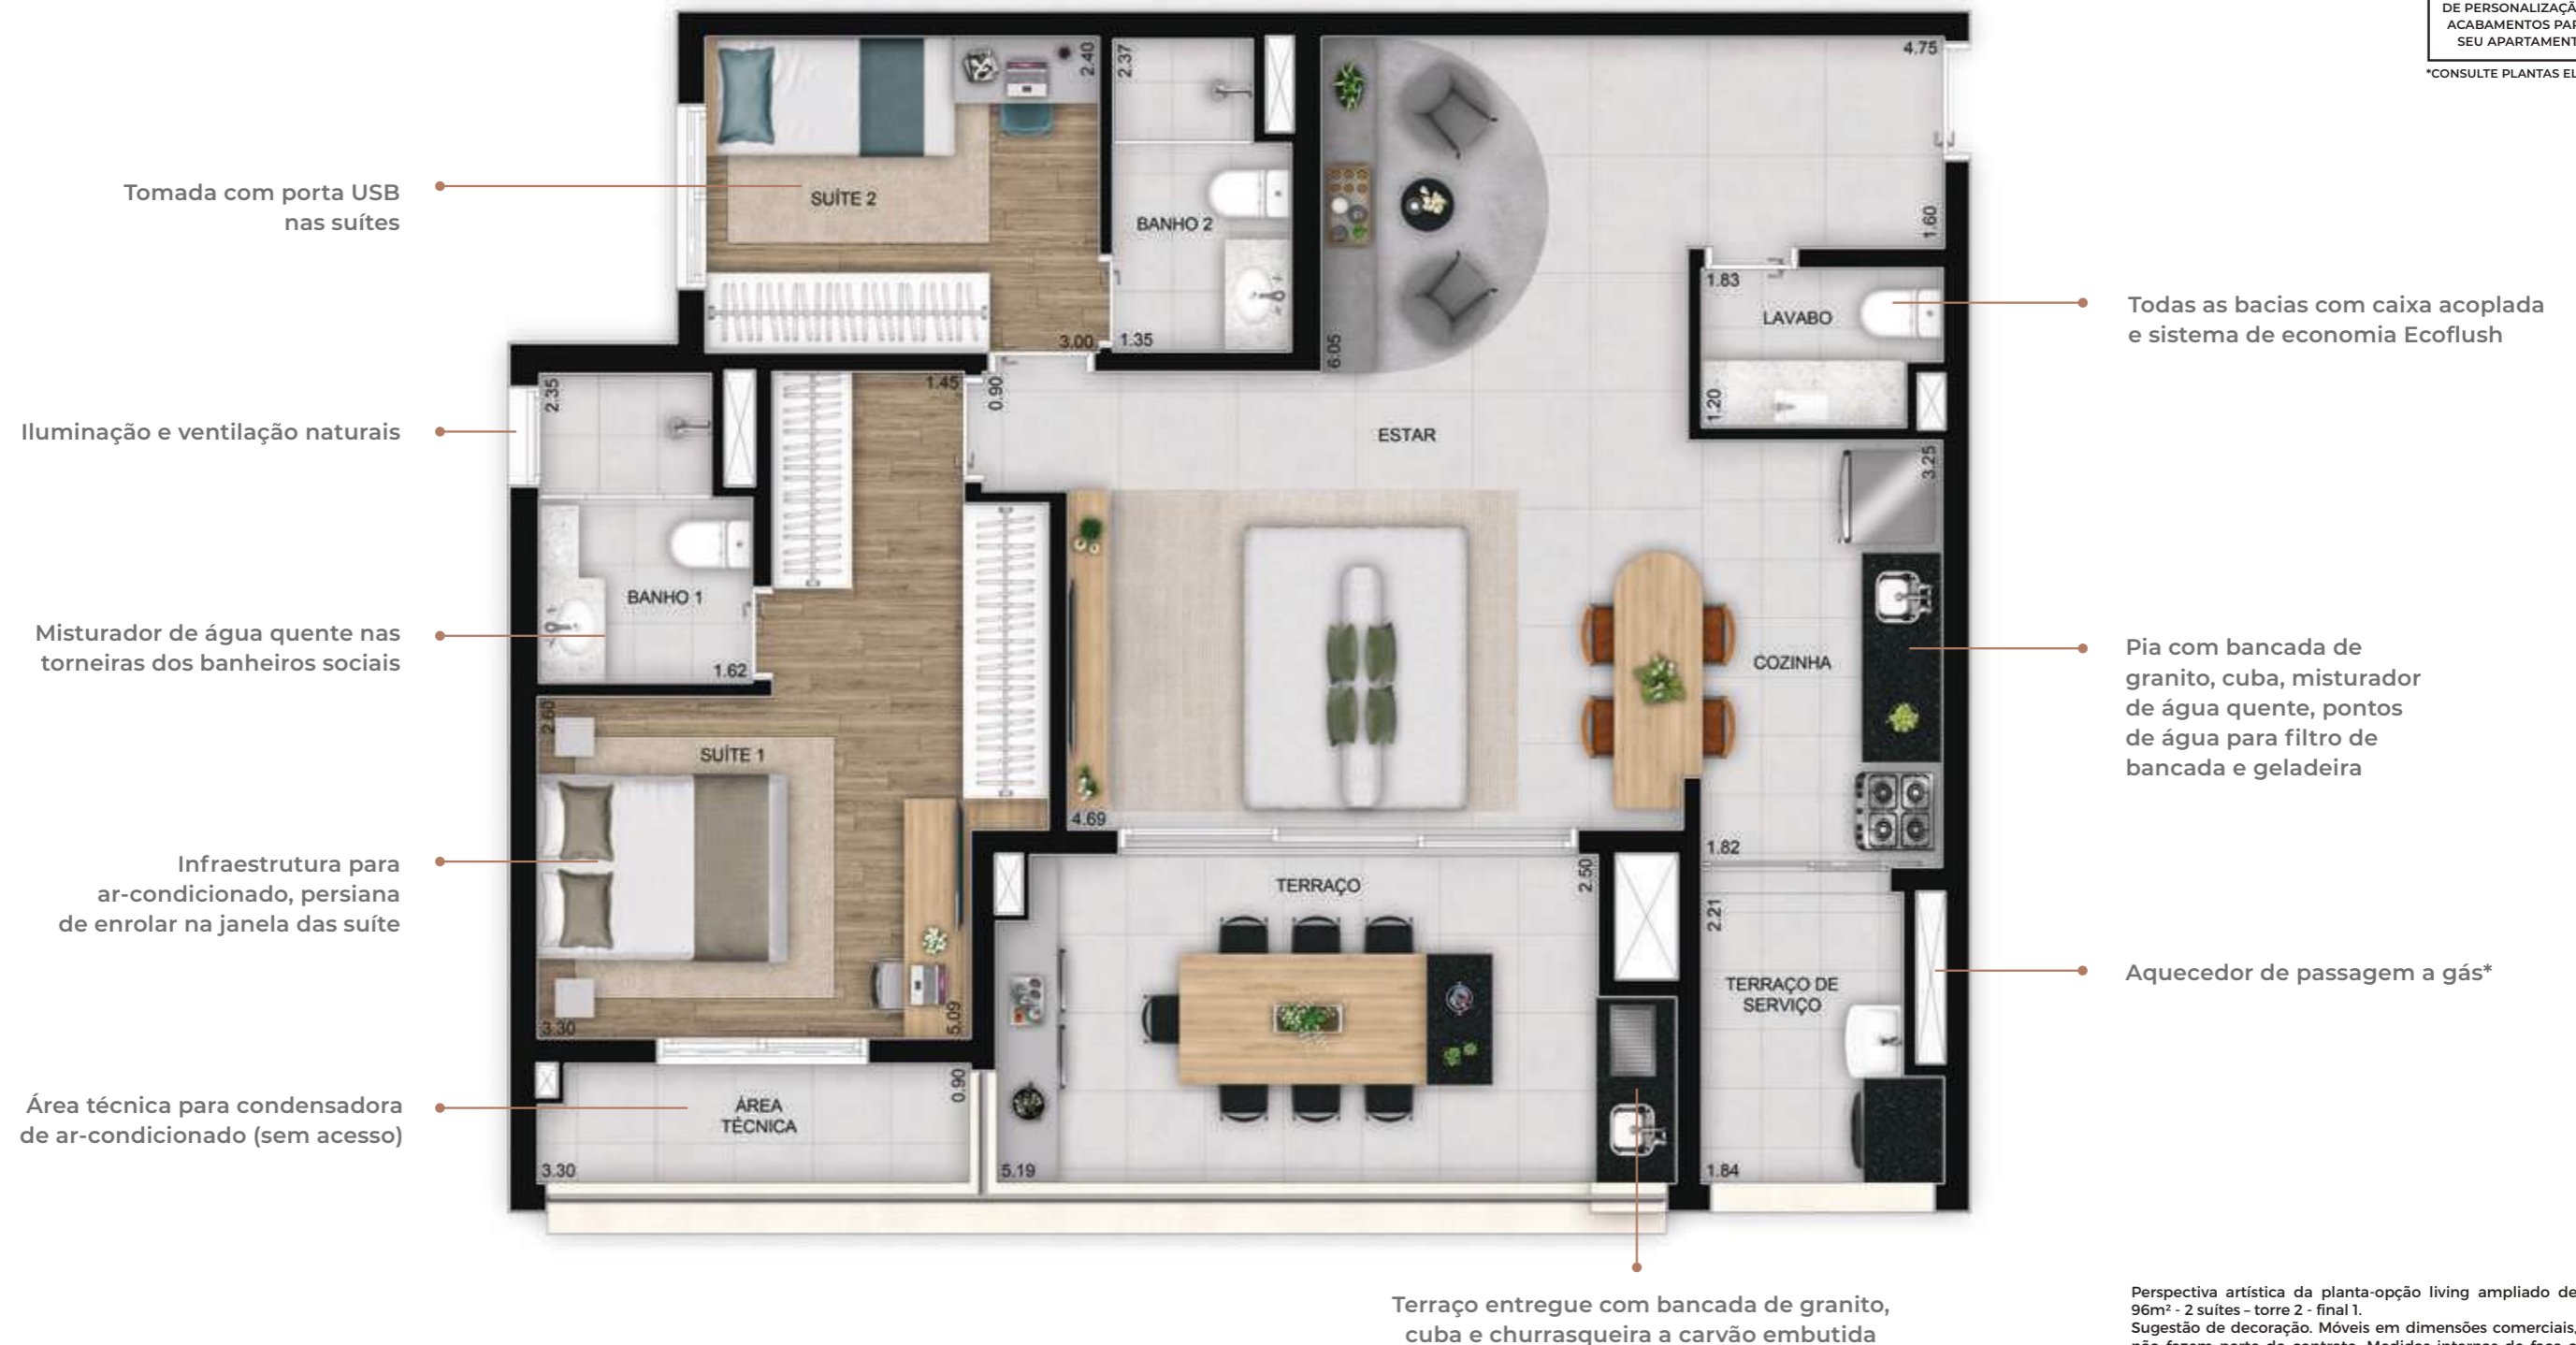 DE PERSONALIZAÇÃ
ACABAMENTOS PAR
SEU APARTAMENT
*CONSULTE PLANTAS EL
Tomada com porta USB
nas suítes
Iluminação e ventilação naturais
Misturador de água quente nas
torneiras dos banheiros sociais
Infraestrutura para
ar-condicionado, persiana
de enrolar na janela das suíte
Área técnica para condensadora
de ar-condicionado (sem acesso)
2.40
SUÍTE 2
3.00
2.37
BANHO 2
1.35
4.75
1.60
6.05
1.83
LAVABO
1.20
2.35
1.45
0.90
ESTAR
3.25
BANHO 1
1.62
COZINHA
2.60
SUÍTE 1
4.69
1.82
TERRAÇO
2.50
2.21
TERRAÇO DE
SERVIÇO
3.30
5.09
0.90
ÁREA
TÉCNICA
3.30
5.19
1.84
Todas as bacias com caixa acoplada
e sistema de economia Ecoflush
Pia com bancada de
granito, cuba, misturador
de água quente, pontos
de água para filtro de
bancada e geladeira
Aquecedor de passagem a gás*
Terraço entregue com bancada de granito,
cuba e churrasqueira a carvão embutida
Perspectiva artística da planta-opção living ampliado de
96m² - 2 suítes – torre 2 - final 1.
Sugestão de decoração. Móveis em dimensões comerciais,